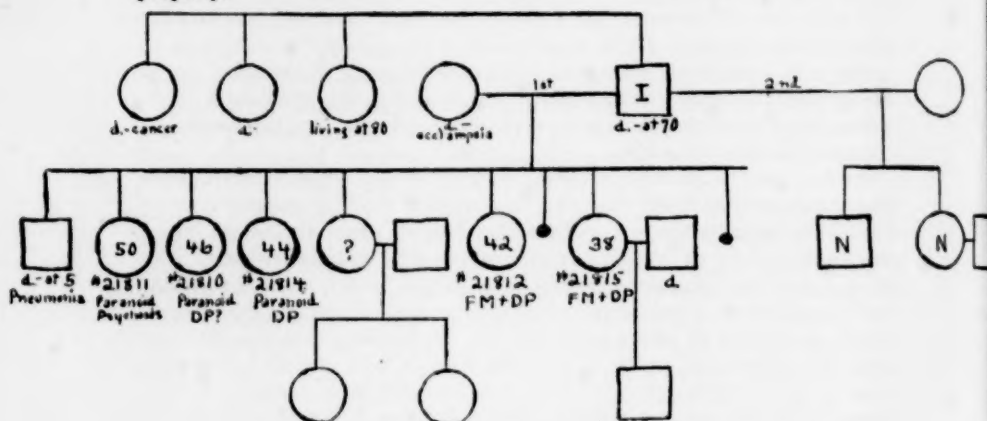 1st
I
2nd
d.-cancer
d.-
living at 80
d.-
acclampsia
d.-at 70
50
46
44
?
42
38
N
N
d.-at 5
Pneumonia
#21811
Paranoid
Psychosis
#21810
Paranoid
DP?
#21814
Paranoid
DP
#21812
FM+DP
#21815
FM+DP
d.